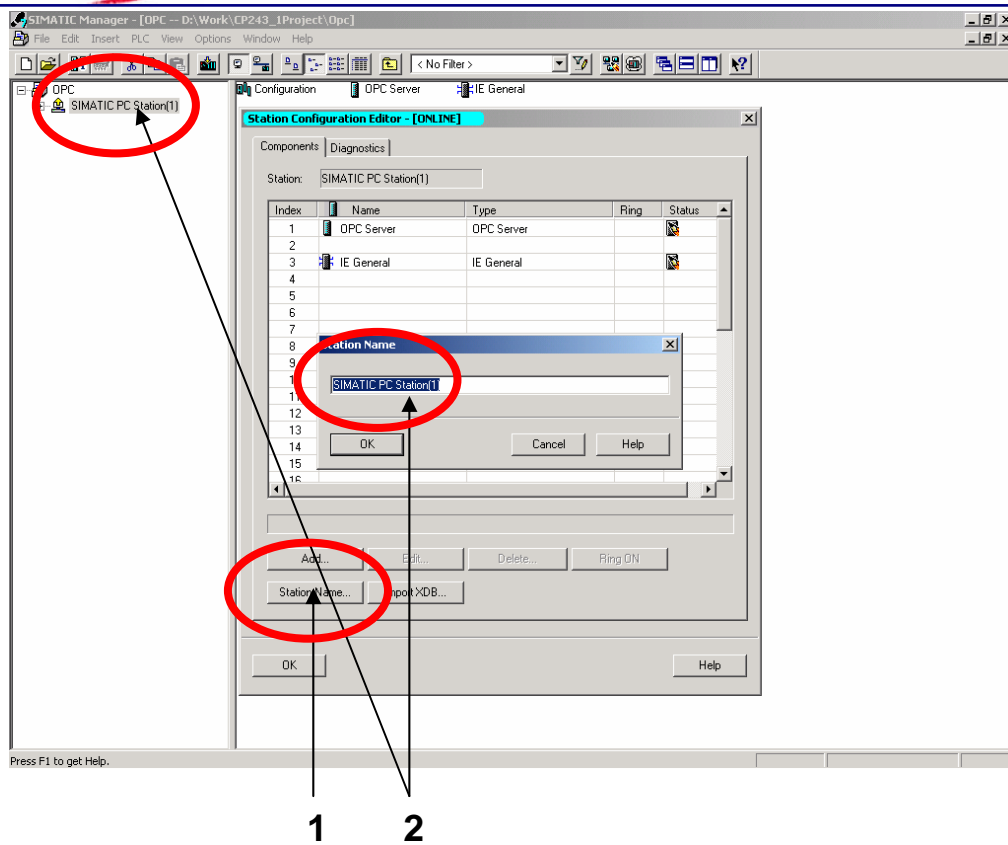 SIMATIC Manager - [OPC -- D:\Work\CP243_1Project\Opc]
File Edit Insert PLC View Options Window Help
< No Filter >
OPC
SIMATIC PC Station(1)
Configuration OPC Server IE General
Station Configuration Editor - [ONLINE]
Components Diagnostics
Station: SIMATIC PC Station(1)
Index Name Type Ring Status
1 OPC Server OPC Server
2
3 IE General IE General
4
5
6
7
8
9
11
12
13
14
15
16
Station Name
SIMATIC PC Station(1)
OK Cancel Help
Add... Edit... Delete... Ring ON
Station Name... Import XDB...
OK Help
Press F1 to get Help.
1 2